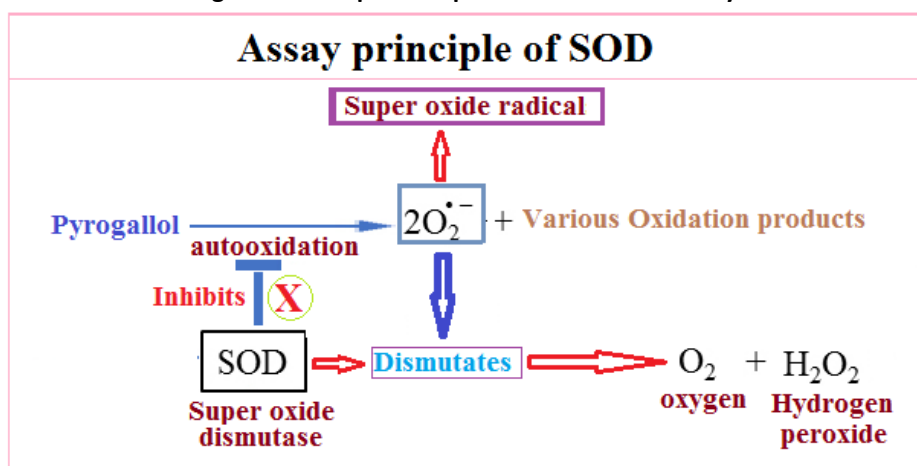 Assay principle of SOD
Super oxide radical
Pyrogallol
autooxidation
2O₂•⁻ + Various Oxidation products
Inhibits X
SOD
Super oxide
dismutase
Dismutates
O₂ + H₂O₂
oxygen
Hydrogen
peroxide